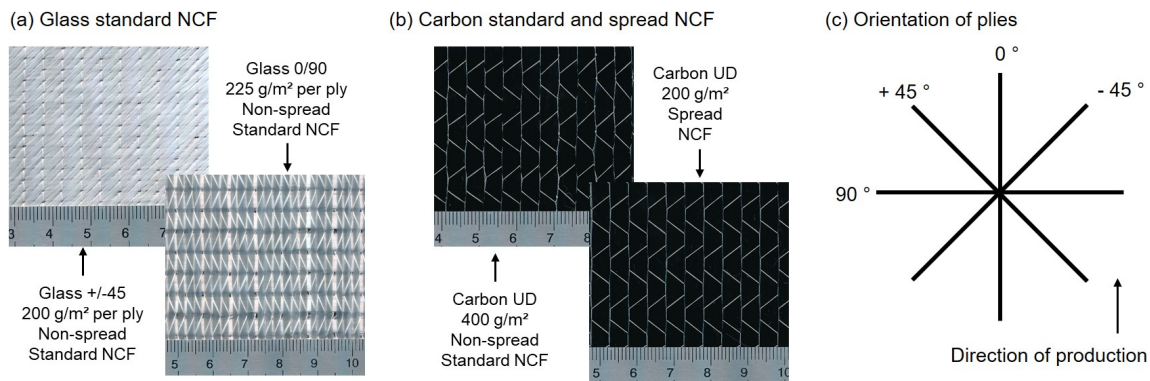 (a) Glass standard NCF
Glass 0/90
225 g/m² per ply
Non-spread
Standard NCF
3 4 5 6 7
5 6 7 8 9 10
Glass +/-45
200 g/m² per ply
Non-spread
Standard NCF
(b) Carbon standard and spread NCF
Carbon UD
200 g/m²
Spread
NCF
4 5 6 7 8
5 6 7 8 9 10
Carbon UD
400 g/m²
Non-spread
Standard NCF
(c) Orientation of plies
0 °
+ 45 °
- 45 °
90 °
Direction of production